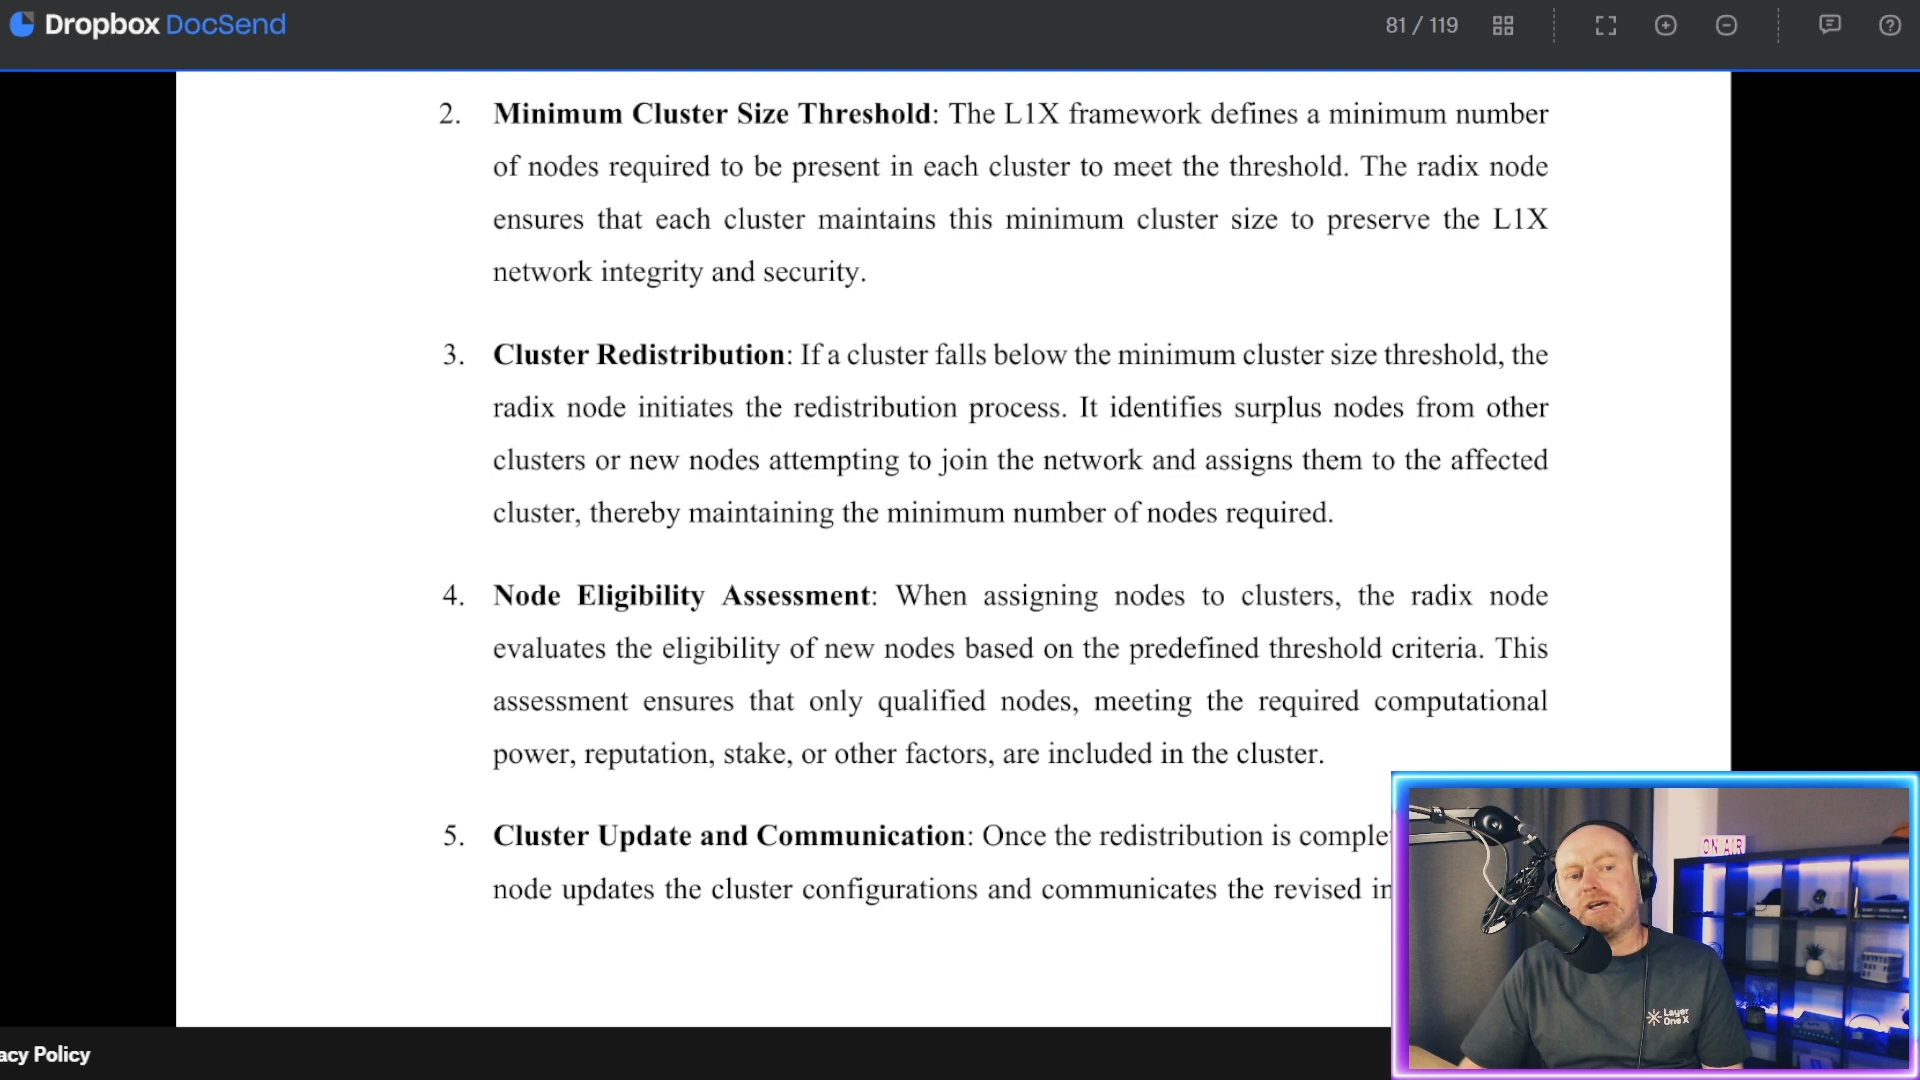 Dropbox DocSend
81 / 119
2. Minimum Cluster Size Threshold: The L1X framework defines a minimum number
of nodes required to be present in each cluster to meet the threshold. The radix node
ensures that each cluster maintains this minimum cluster size to preserve the L1X
network integrity and security.
3. Cluster Redistribution: If a cluster falls below the minimum cluster size threshold, the
radix node initiates the redistribution process. It identifies surplus nodes from other
clusters or new nodes attempting to join the network and assigns them to the affected
cluster, thereby maintaining the minimum number of nodes required.
4. Node Eligibility Assessment: When assigning nodes to clusters, the radix node
evaluates the eligibility of new nodes based on the predefined threshold criteria. This
assessment ensures that only qualified nodes, meeting the required computational
power, reputation, stake, or other factors, are included in the cluster.
5. Cluster Update and Communication: Once the redistribution is comple
node updates the cluster configurations and communicates the revised in
ON AIR
Layer
One X
acy Policy